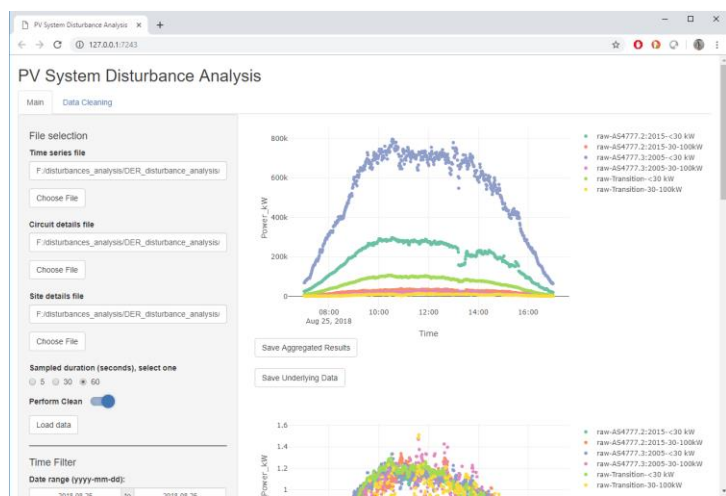 PV System Disturbance Analysis
127.0.0.1:7243
PV System Disturbance Analysis
Main
Data Cleaning
File selection
Time series file
F:/disturbances_analysis/DER_disturbance_analysis/
Choose File
Circuit details file
F:/disturbances_analysis/DER_disturbance_analysis/
Choose File
Site details file
F:/disturbances_analysis/DER_disturbance_analysis/
Choose File
Sampled duration (seconds), select one
5 30 60
Perform Clean
Load data
Time Filter
Date range (yyyy-mm-dd):
2018-08-25 to 2018-08-25
800k
600k
400k
200k
0
Power_kW
08:00 10:00 12:00 14:00 16:00
Aug 25, 2018
Time
raw-AS4777.2:2015-<30 kW
raw-AS4777.2:2015-30-100kW
raw-AS4777.3:2005-<30 kW
raw-AS4777.3:2005-30-100kW
raw-Transition-<30 kW
raw-Transition-30-100kW
Save Aggregated Results
Save Underlying Data
1.6
1.4
1.2
1
Power_kW
raw-AS4777.2:2015-<30 kW
raw-AS4777.2:2015-30-100kW
raw-AS4777.3:2005-<30 kW
raw-AS4777.3:2005-30-100kW
raw-Transition-<30 kW
raw-Transition-30-100kW